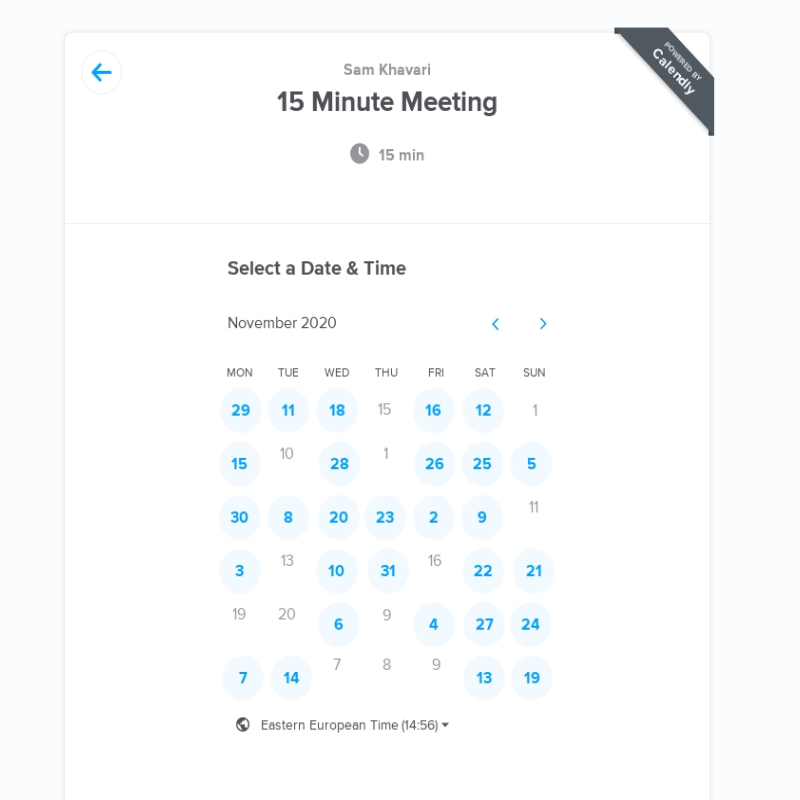 POWERED BY
Calendly
Sam Khavari
15 Minute Meeting
15 min
Select a Date & Time
November 2020
MON TUE WED THU FRI SAT SUN
29 11 18 15 16 12 1
15 10 28 1 26 25 5
30 8 20 23 2 9 11
3 13 10 31 16 22 21
19 20 6 9 4 27 24
7 14 7 8 9 13 19
Eastern European Time (14:56)